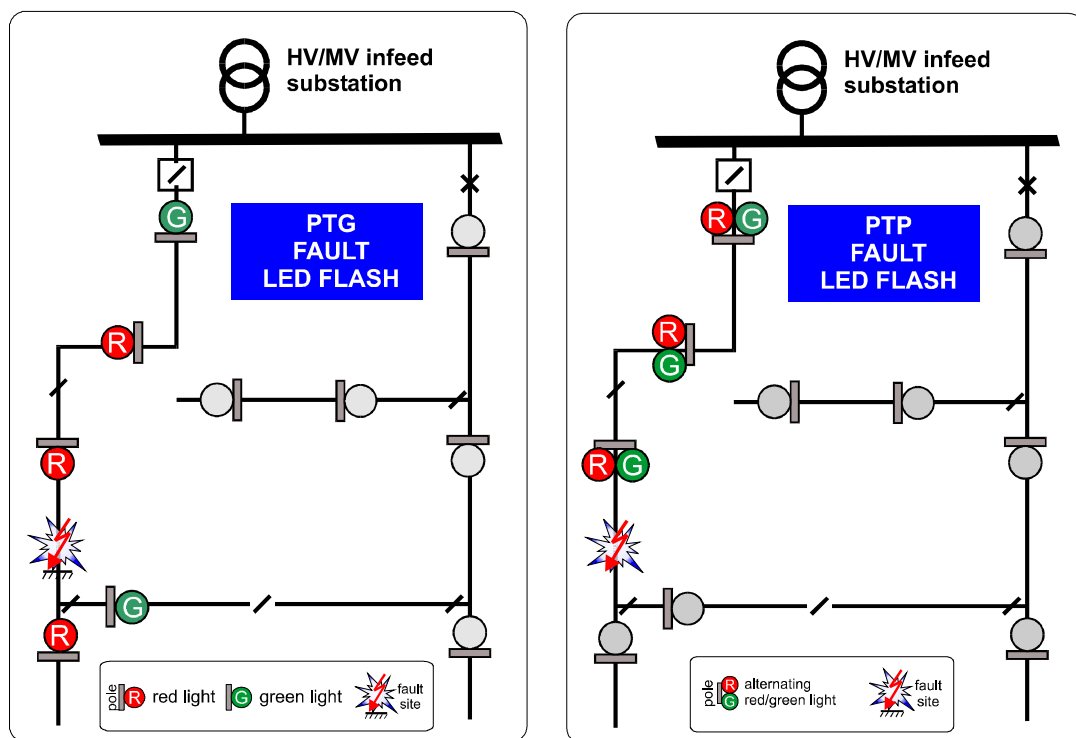 HV/MV infeed
substation
G
PTG
FAULT
LED FLASH
R
R
G
R
pole
R
red light
G
green light
fault
site
HV/MV infeed
substation
R G
PTP
FAULT
LED FLASH
R
G
R G
pole
R
G
alternating
red/green light
fault
site